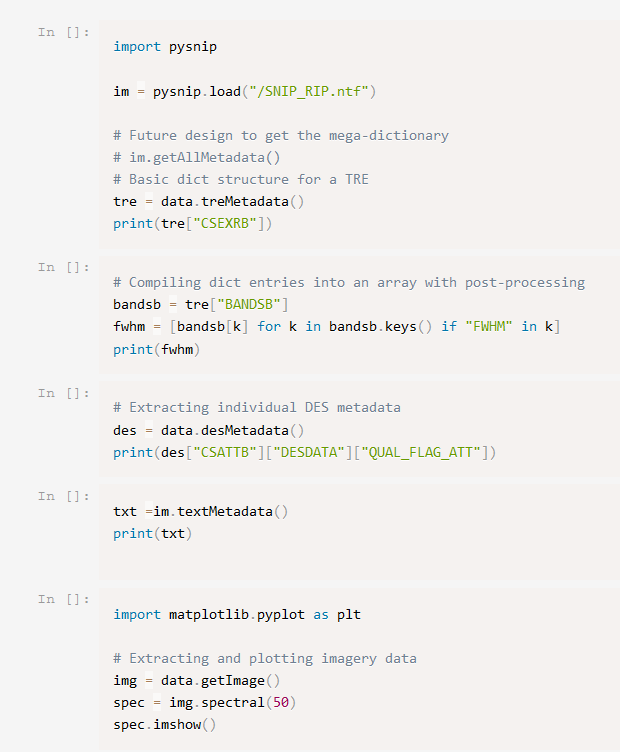 In []:
import pysnip
im = pysnip.load("/SNIP_RIP.ntf")
# Future design to get the mega-dictionary
# im.getAllMetadata()
# Basic dict structure for a TRE
tre = data.treMetadata()
print(tre["CSEXRB"])
In []:
# Compiling dict entries into an array with post-processing
bandsb = tre["BANDSB"]
fwhm = [bandsb[k] for k in bandsb.keys() if "FWHM" in k]
print(fwhm)
In []:
# Extracting individual DES metadata
des = data.desMetadata()
print(des["CSATTB"]["DESDATA"]["QUAL_FLAG_ATT"])
In []:
txt =im.textMetadata()
print(txt)
In []:
import matplotlib.pyplot as plt
# Extracting and plotting imagery data
img = data.getImage()
spec = img.spectral(50)
spec.imshow()